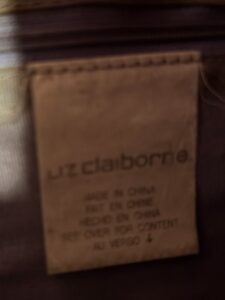 liz claiborne
MADE IN CHINA
FAIT EN CHINE
HECHO EN CHINA
SEE OVER FOR CONTENT
AU VERSO